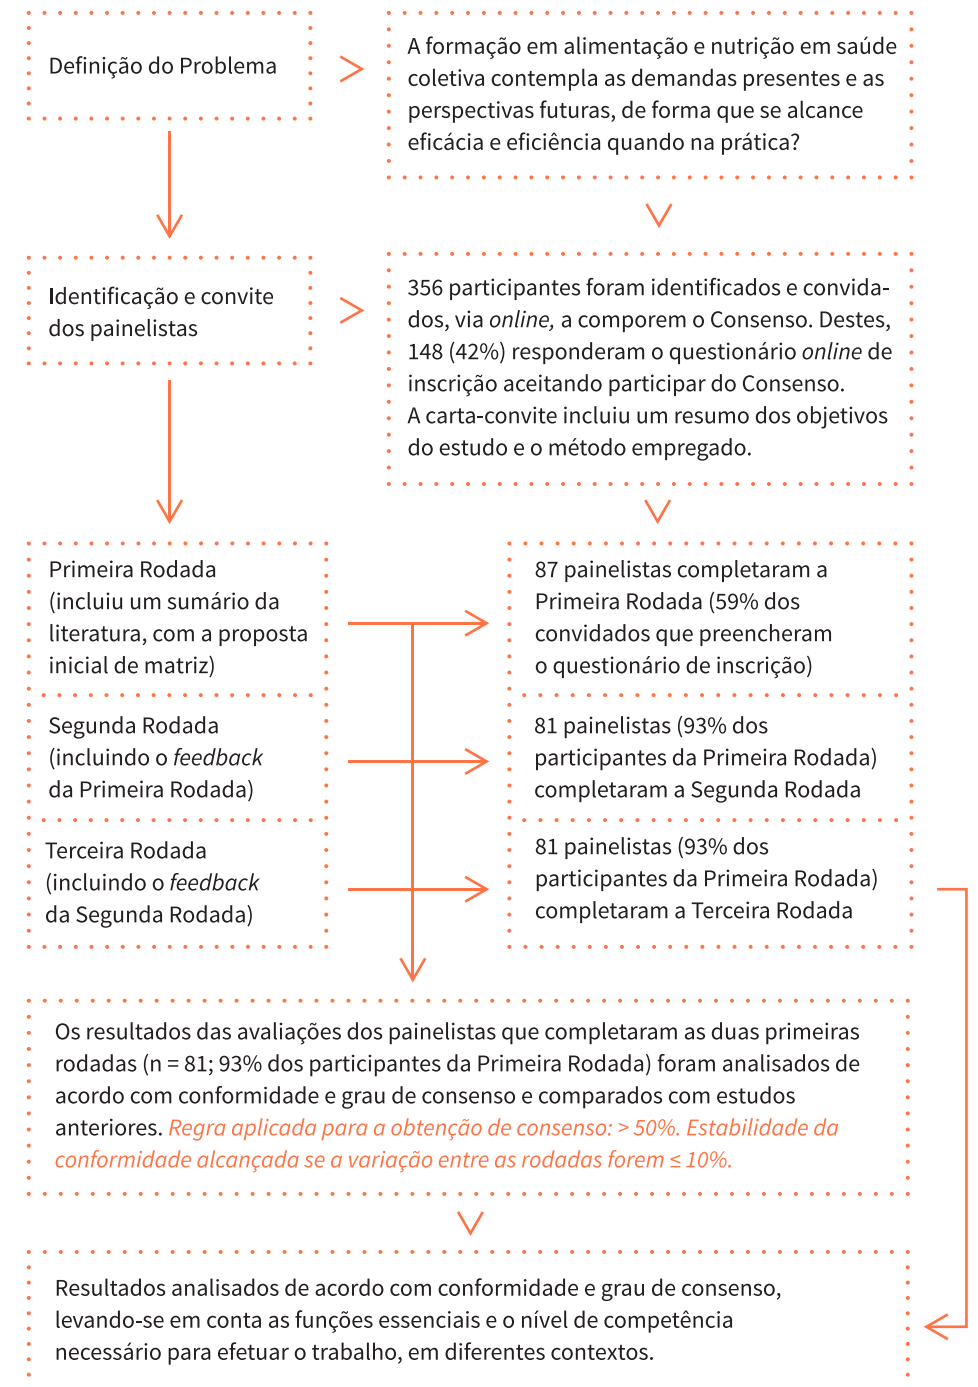 Definição do Problema
A formação em alimentação e nutrição em saúde
coletiva contempla as demandas presentes e as
perspectivas futuras, de forma que se alcance
eficácia e eficiência quando na prática?
Identificação e convite
dos painelistas
356 participantes foram identificados e convida-
dos, via online, a comporem o Consenso. Destes,
148 (42%) responderam o questionário online de
inscrição aceitando participar do Consenso.
A carta-convite incluiu um resumo dos objetivos
do estudo e o método empregado.
Primeira Rodada
(incluiu um sumário da
literatura, com a proposta
inicial de matriz)
87 painelistas completaram a
Primeira Rodada (59% dos
convidados que preencheram
o questionário de inscrição)
Segunda Rodada
(incluindo o feedback
da Primeira Rodada)
81 painelistas (93% dos
participantes da Primeira Rodada)
completaram a Segunda Rodada
Terceira Rodada
(incluindo o feedback
da Segunda Rodada)
81 painelistas (93% dos
participantes da Primeira Rodada)
completaram a Terceira Rodada
Os resultados das avaliações dos painelistas que completaram as duas primeiras
rodadas (n = 81; 93% dos participantes da Primeira Rodada) foram analisados de
acordo com conformidade e grau de consenso e comparados com estudos
anteriores. Regra aplicada para a obtenção de consenso: > 50%. Estabilidade da
conformidade alcançada se a variação entre as rodadas forem ≤ 10%.
Resultados analisados de acordo com conformidade e grau de consenso,
levando-se em conta as funções essenciais e o nível de competência
necessário para efetuar o trabalho, em diferentes contextos.